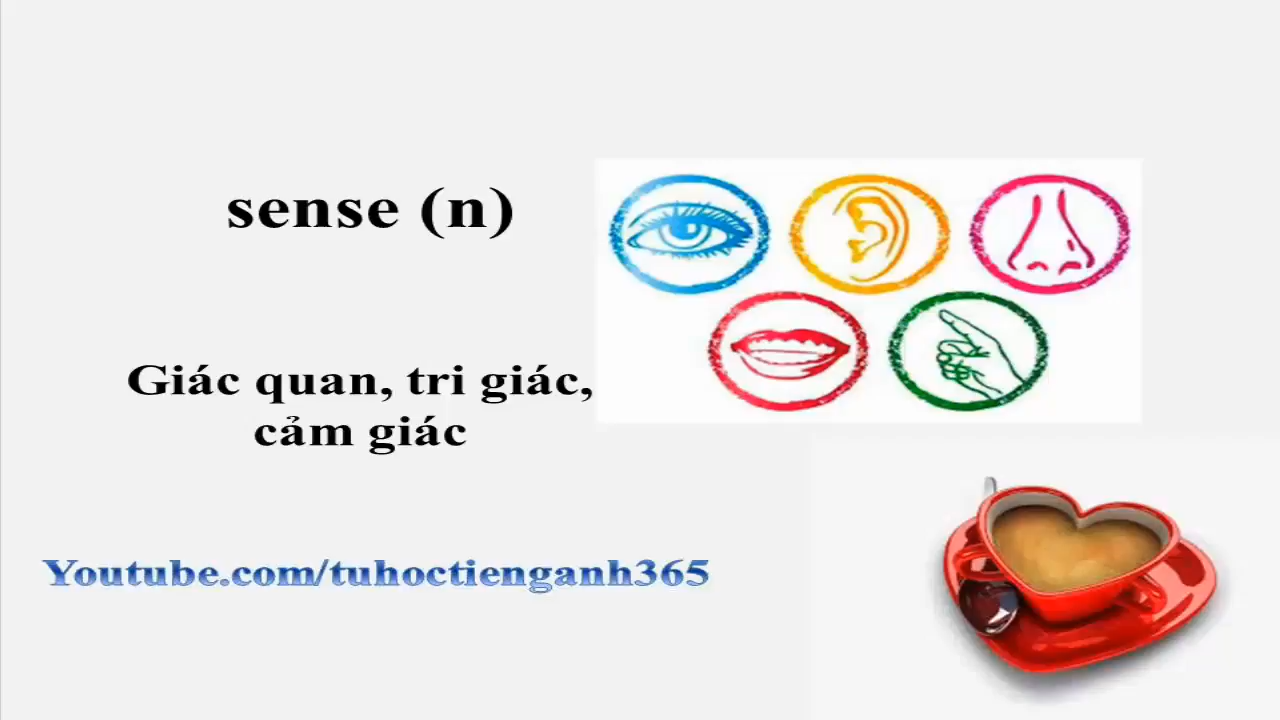 sense (n)
Giác quan, tri giác,
cảm giác
Youtube.com/tuhoctienganh365